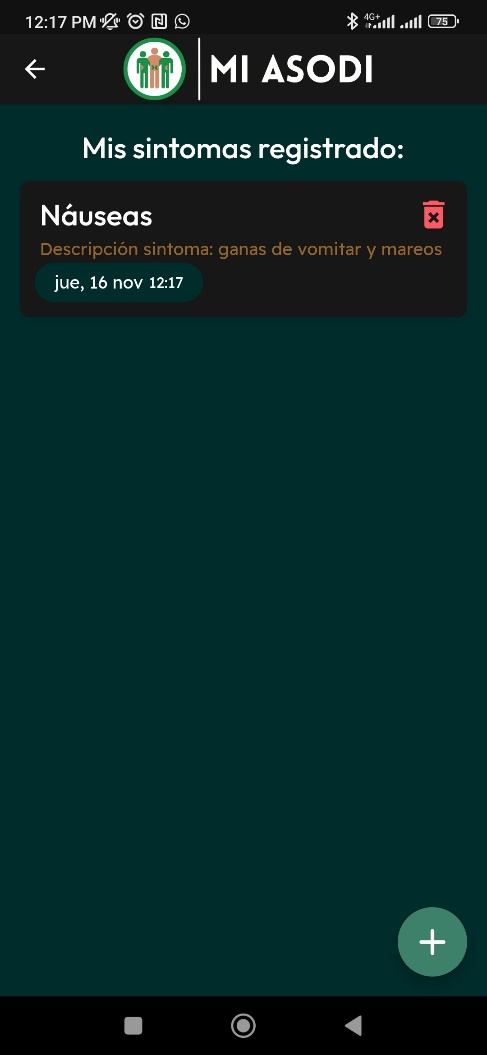 12:17 PM 4G+ 75
MI ASODI
Mis sintomas registrado:
Náuseas
Descripción sintoma: ganas de vomitar y mareos
jue, 16 nov 12:17